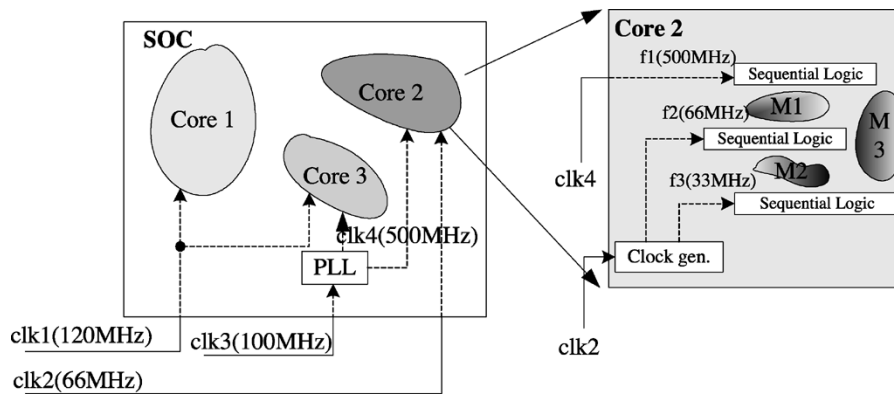 SOC
Core 1
Core 2
Core 3
clk4(500MHz)
PLL
clk1(120MHz)
clk3(100MHz)
clk2(66MHz)
Core 2
f1(500MHz)
Sequential Logic
M1
f2(66MHz)
Sequential Logic
M
3
M2
f3(33MHz)
Sequential Logic
clk4
Clock gen.
clk2